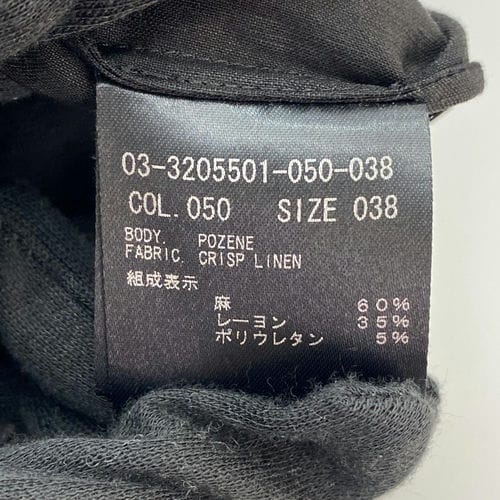 03-3205501-050-038
COL.050 SIZE 038
BODY. POZENE
FABRIC. CRISP LINEN
組成表示
麻 60%
レーヨン 35%
ポリウレタン 5%